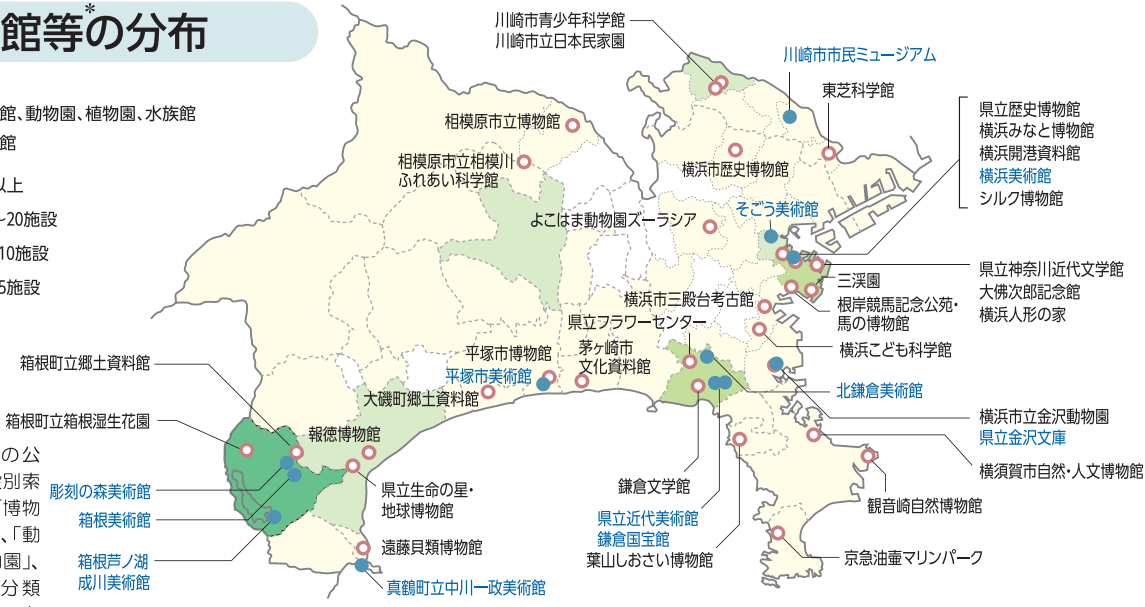 館等*の分布
館、動物園、植物園、水族館
館
以上
~20施設
10施設
5施設
川崎市青少年科学館
川崎市立日本民家園
川崎市市民ミュージアム
東芝科学館
相模原市立博物館
相模原市立相模川
ふれあい科学館
横浜市歴史博物館
県立歴史博物館
横浜みなと博物館
横浜開港資料館
横浜美術館
シルク博物館
よこはま動物園ズーラシア
そごう美術館
県立神奈川近代文学館
大佛次郎記念館
横浜人形の家
三渓園
根岸競馬記念公苑・
馬の博物館
横浜市三殿台考古館
県立フラワーセンター
横浜こども科学館
平塚市博物館
平塚市美術館
茅ヶ崎市
文化資料館
大磯町郷土資料館
北鎌倉美術館
箱根町立郷土資料館
箱根町立箱根湿生花園
報徳博物館
横浜市立金沢動物園
県立金沢文庫
横須賀市自然・人文博物館
の公
別索
博物
、「動
園」、
分類
彫刻の森美術館
箱根美術館
箱根芦ノ湖
成川美術館
県立生命の星・
地球博物館
遠藤貝類博物館
真鶴町立中川一政美術館
鎌倉文学館
県立近代美術館
鎌倉国宝館
葉山しおさい博物館
観音崎自然博物館
京急油壷マリンパーク